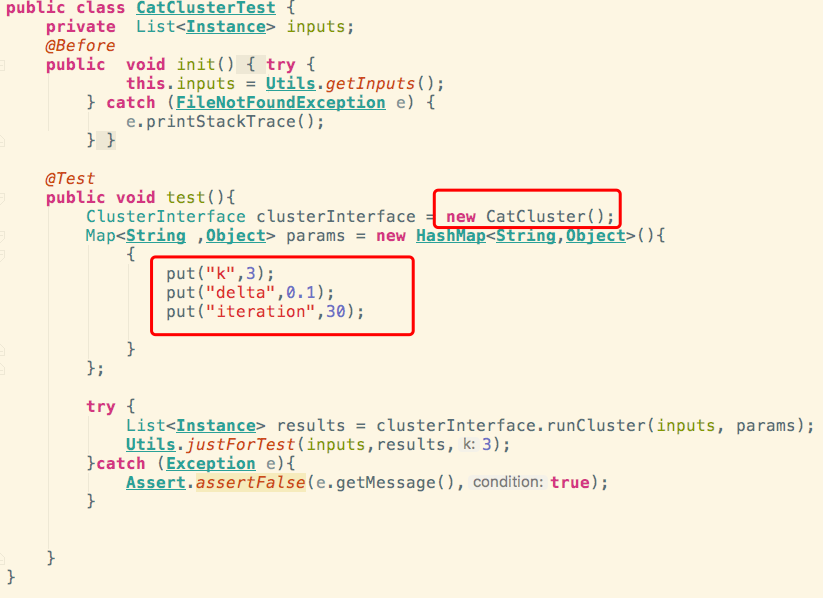 public class CatClusterTest {
private List<Instance> inputs;
@Before
public void init() { try {
this.inputs = Utils.getInputs();
} catch (FileNotFoundException e) {
e.printStackTrace();
} }
@Test
public void test(){
ClusterInterface clusterInterface = new CatCluster();
Map<String ,Object> params = new HashMap<String,Object>(){
{
put("k",3);
put("delta",0.1);
put("iteration",30);
}
};
try {
List<Instance> results = clusterInterface.runCluster(inputs, params);
Utils.justForTest(inputs,results, k: 3);
}catch (Exception e){
Assert.assertFalse(e.getMessage(), condition: true);
}
}
}